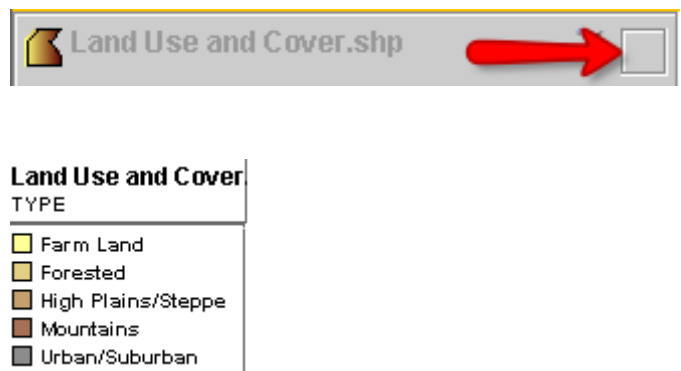 Land Use and Cover.shp
Land Use and Cover.
TYPE
Farm Land
Forested
High Plains/Steppe
Mountains
Urban/Suburban